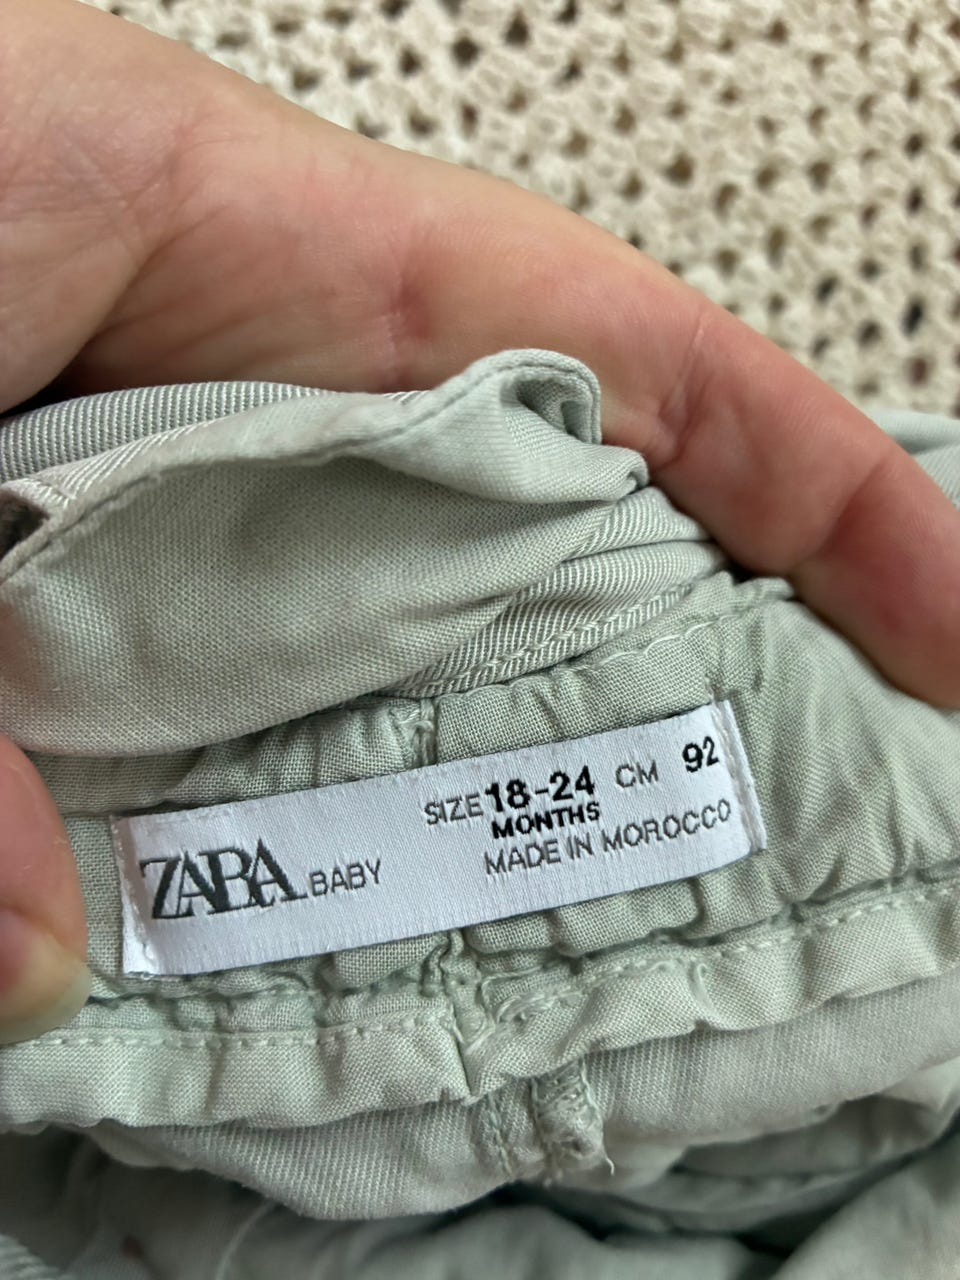 ZARA BABY
SIZE 18-24 CM 92
MONTHS
MADE IN MOROCCO